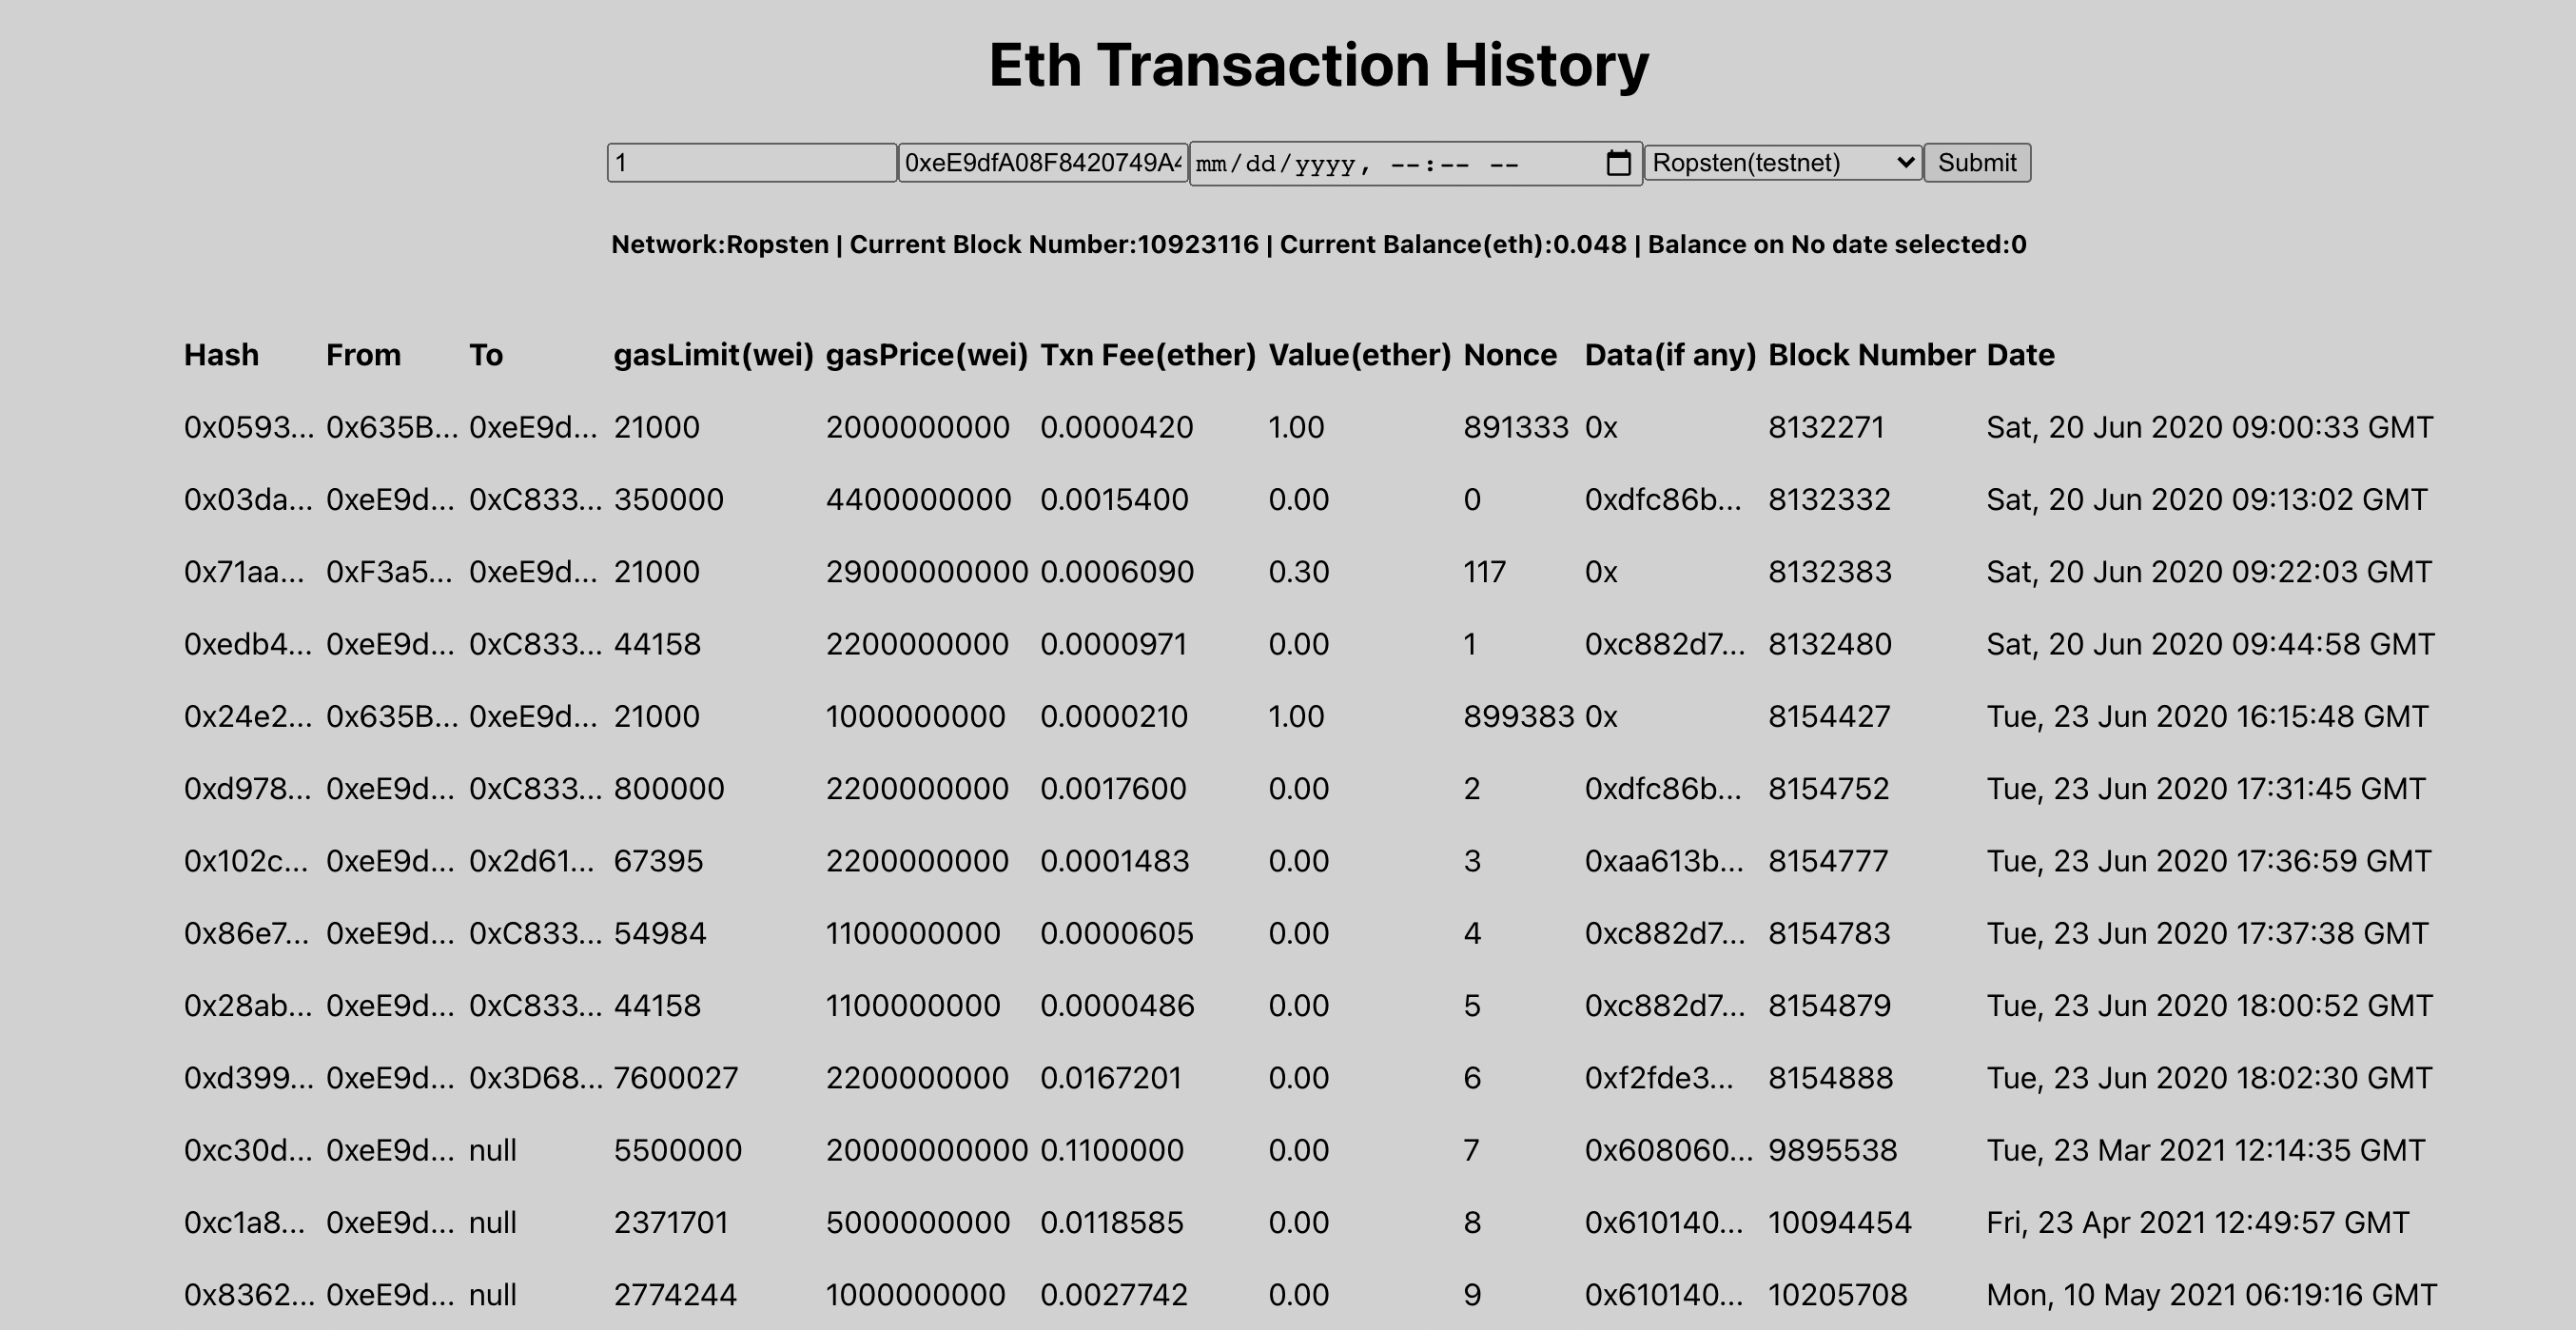 Eth Transaction History
1 0xeE9dfA08F8420749A mm/dd/yyyy, --:-- -- Ropsten(testnet) Submit
Network:Ropsten | Current Block Number:10923116 | Current Balance(eth):0.048 | Balance on No date selected:0
Hash From To gasLimit(wei) gasPrice(wei) Txn Fee(ether) Value(ether) Nonce Data(if any) Block Number Date
0x0593... 0x635B... 0xeE9d... 21000 2000000000 0.0000420 1.00 891333 0x 8132271 Sat, 20 Jun 2020 09:00:33 GMT
0x03da... 0xeE9d... 0xC833... 350000 4400000000 0.0015400 0.00 0 0xdfc86b... 8132332 Sat, 20 Jun 2020 09:13:02 GMT
0x71aa... 0xF3a5... 0xeE9d... 21000 29000000000 0.0006090 0.30 117 0x 8132383 Sat, 20 Jun 2020 09:22:03 GMT
0xedb4... 0xeE9d... 0xC833... 44158 2200000000 0.0000971 0.00 1 0xc882d7... 8132480 Sat, 20 Jun 2020 09:44:58 GMT
0x24e2... 0x635B... 0xeE9d... 21000 1000000000 0.0000210 1.00 899383 0x 8154427 Tue, 23 Jun 2020 16:15:48 GMT
0xd978... 0xeE9d... 0xC833... 800000 2200000000 0.0017600 0.00 2 0xdfc86b... 8154752 Tue, 23 Jun 2020 17:31:45 GMT
0x102c... 0xeE9d... 0x2d61... 67395 2200000000 0.0001483 0.00 3 0xaa613b... 8154777 Tue, 23 Jun 2020 17:36:59 GMT
0x86e7... 0xeE9d... 0xC833... 54984 1100000000 0.0000605 0.00 4 0xc882d7... 8154783 Tue, 23 Jun 2020 17:37:38 GMT
0x28ab... 0xeE9d... 0xC833... 44158 1100000000 0.0000486 0.00 5 0xc882d7... 8154879 Tue, 23 Jun 2020 18:00:52 GMT
0xd399... 0xeE9d... 0x3D68... 7600027 2200000000 0.0167201 0.00 6 0xf2fde3... 8154888 Tue, 23 Jun 2020 18:02:30 GMT
0xc30d... 0xeE9d... null 5500000 20000000000 0.1100000 0.00 7 0x608060... 9895538 Tue, 23 Mar 2021 12:14:35 GMT
0xc1a8... 0xeE9d... null 2371701 5000000000 0.0118585 0.00 8 0x610140... 10094454 Fri, 23 Apr 2021 12:49:57 GMT
0x8362... 0xeE9d... null 2774244 1000000000 0.0027742 0.00 9 0x610140... 10205708 Mon, 10 May 2021 06:19:16 GMT